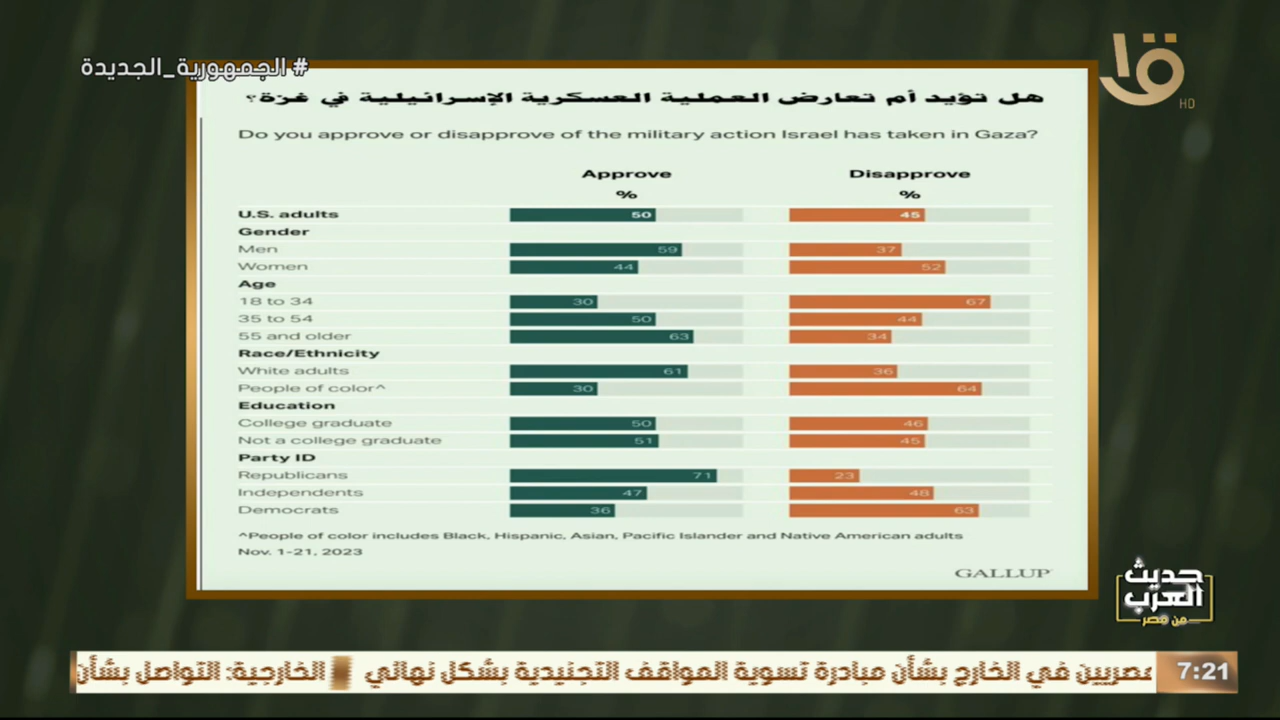 #الجمهورية_الجديدة
HD
هل تؤيد أم تعارض العملية العسكرية الإسرائيلية في غزة؟
Do you approve or disapprove of the military action Israel has taken in Gaza?
Approve Disapprove
% %
U.S. adults 50 45
Gender
Men 59 37
Women 44 52
Age
18 to 34 30 67
35 to 54 50 44
55 and older 63 34
Race/Ethnicity
White adults 61 36
People of color^ 30 64
Education
College graduate 50 46
Not a college graduate 51 45
Party ID
Republicans 71 23
Independents 47 48
Democrats 36 63
^People of color includes Black, Hispanic, Asian, Pacific Islander and Native American adults
Nov. 1-21, 2023
GALLUP
حديث
العرب
من مصر
7:21 مصريين في الخارج بشأن مبادرة تسوية المواقف التجنيدية بشكل نهائي الخارجية: التواصل بشأن